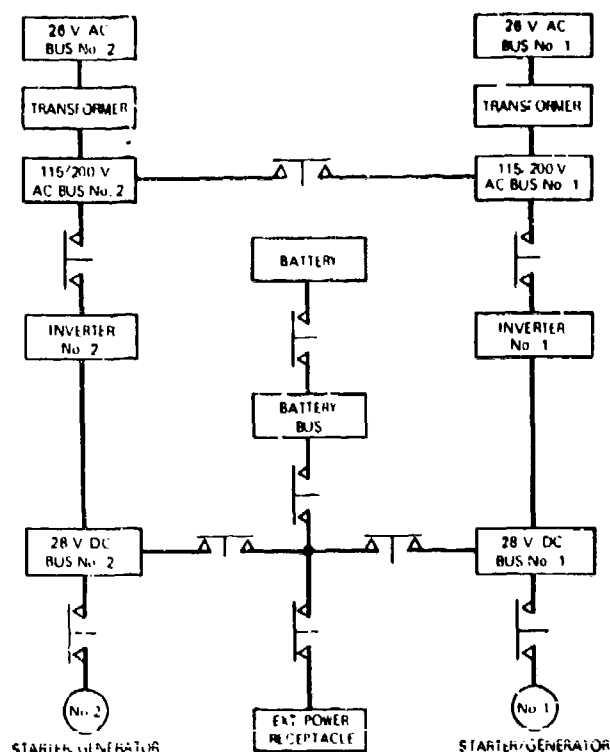 26 V AC
BUS No. 2
26 V AC
BUS No. 1
TRANSFORMER
TRANSFORMER
115/200 V
AC BUS No. 2
115/200 V
AC BUS No. 1
BATTERY
INVERTER
No. 2
INVERTER
No. 1
BATTERY
BUS
28 V DC
BUS No. 2
28 V DC
BUS No. 1
No. 2
EXT POWER
RECEPTACLE
No. 1
STARTER/GENERATOR
STARTER/GENERATOR